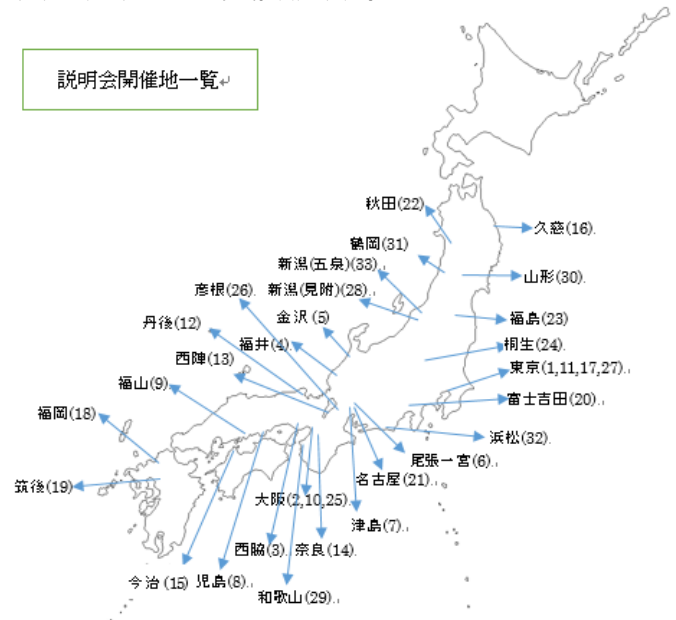 説明会開催地一覧
秋田(22)
久慈(16)
鶴岡(31)
新潟(五泉)(33)
山形(30)
彦根(26)
新潟(見附)(28)
金沢(5)
丹後(12)
福島(23)
福井(4)
桐生(24)
西陣(13)
東京(1,11,17,27)
福山(9)
富士吉田(20)
福岡(18)
浜松(32)
尾張一宮(6)
名古屋(21)
筑後(19)
大阪(2,10,25)
津島(7)
西脇(3)
奈良(14)
今治(15)
児島(8)
和歌山(29)